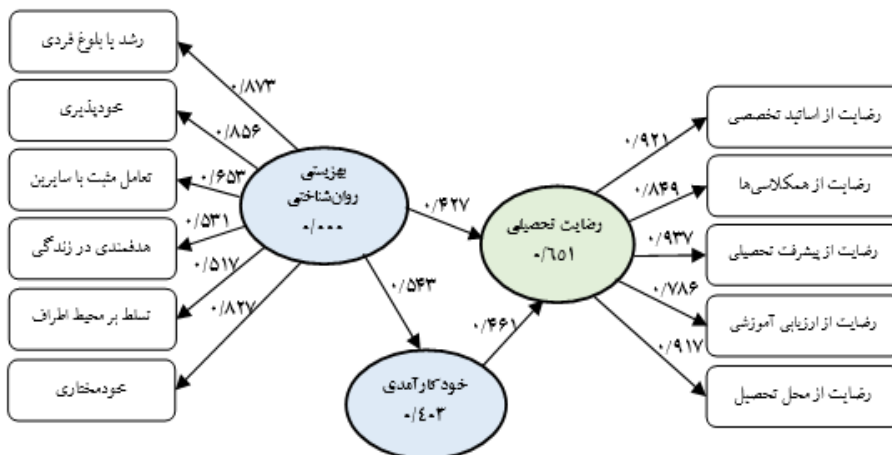 رشد یا بلوغ فردی
خودپذیری
تعامل مثبت با سایرین
هدفمندی در زندگی
تسلط بر محیط اطراف
خودمختاری
۰/۸۷۳
۰/۸۵۶
۰/۶۵۳
۰/۵۳۱
۰/۵۱۷
۰/۸۲۷
بهزیستی
روان‌شناختی
۰/۰۰۰
۰/۴۲۷
۰/۵۴۳
۰/۴۶۱
خودکارآمدی
۰/٤۰۳
رضایت تحصیلی
۰/٦٥۱
۰/۹۲۱
۰/۸۴۹
۰/۹۳۷
۰/۷۸۶
۰/۹۱۷
رضایت از اساتید تخصصی
رضایت از همکلاسی‌ها
رضایت از پیشرفت تحصیلی
رضایت از ارزیابی آموزشی
رضایت از محل تحصیل